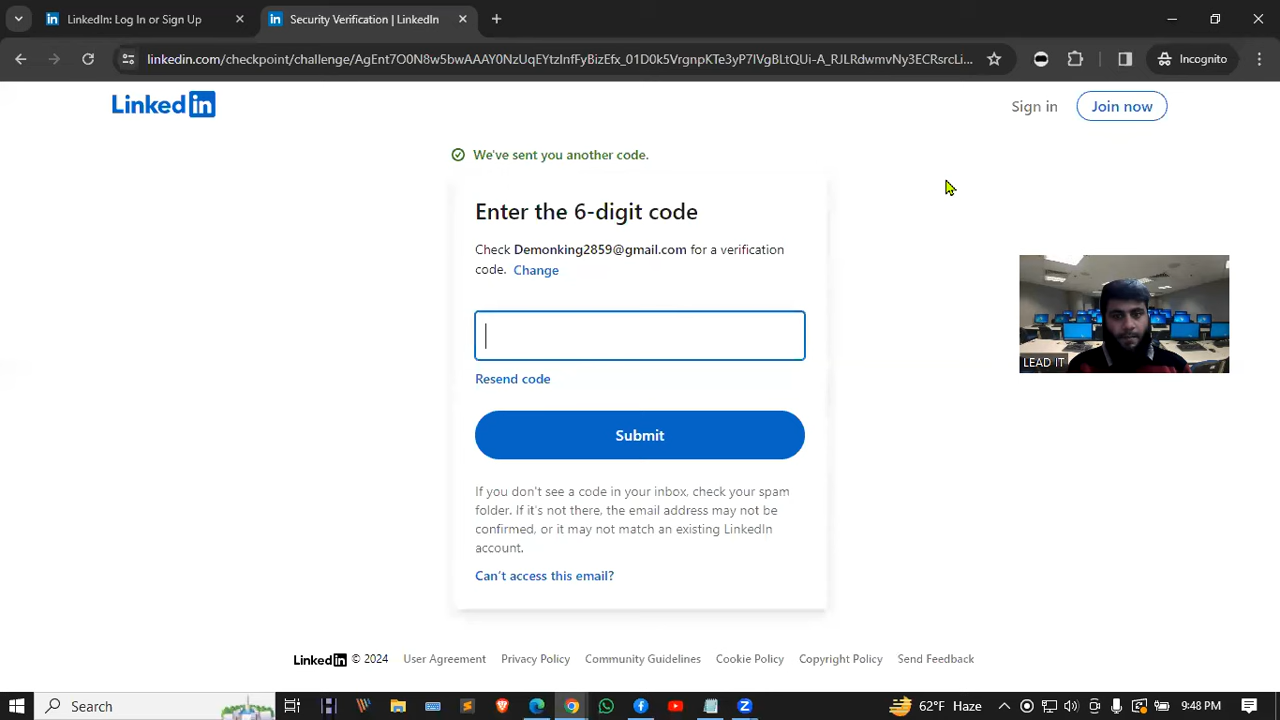 LinkedIn: Log In or Sign Up
Security Verification | LinkedIn
linkedin.com/checkpoint/challenge/AgEnt7O0N8w5bwAAAY0NzUqEYtzInfFyBizEfx_01D0k5VrgnpKTe3yP7IVgBLtQUi-A_RJLRdwmvNy3ECRsrcLi...
Incognito
Linkedin
Sign in
Join now
We've sent you another code.
Enter the 6-digit code
Check Demonking2859@gmail.com for a verification
code. Change
Resend code
Submit
If you don't see a code in your inbox, check your spam
folder. If it's not there, the email address may not be
confirmed, or it may not match an existing LinkedIn
account.
Can't access this email?
LEAD IT
Linkedin © 2024 User Agreement Privacy Policy Community Guidelines Cookie Policy Copyright Policy Send Feedback
Search
62°F Haze
9:48 PM